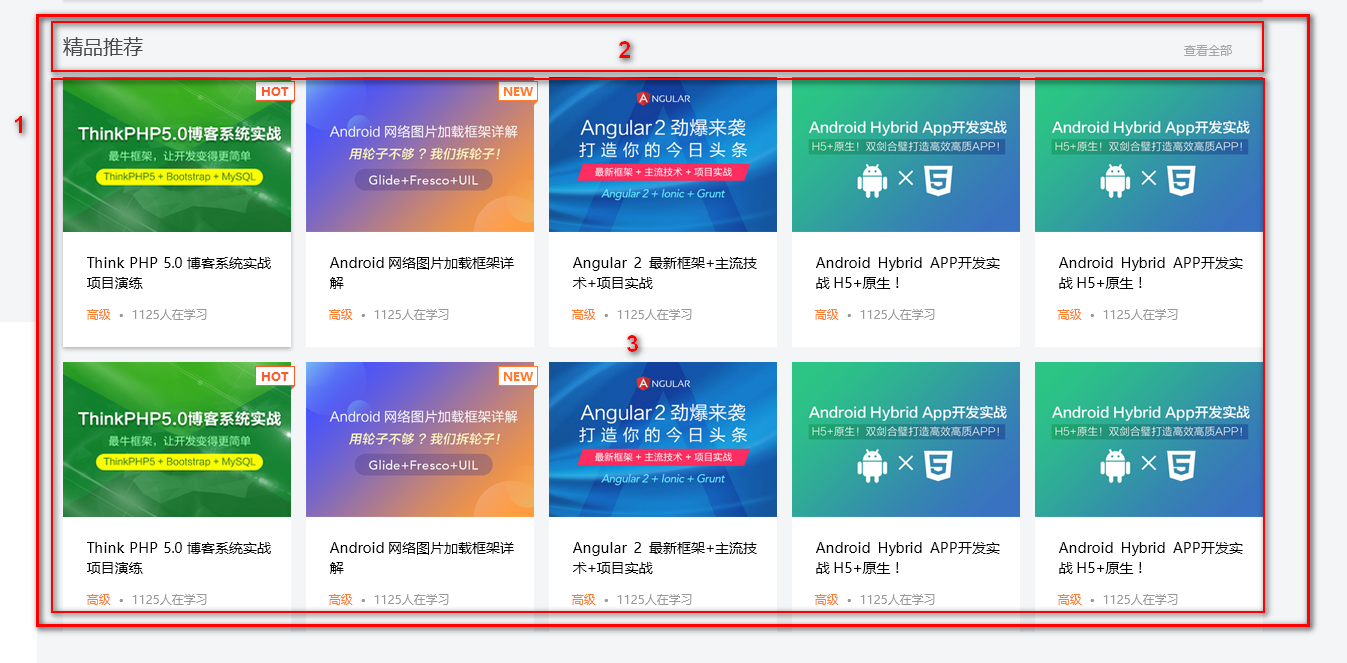 精品推荐
2
查看全部
1
HOT
ThinkPHP5.0博客系统实战
最牛框架，让开发变得更简单
ThinkPHP5 + Bootstrap + MySQL
Think PHP 5.0 博客系统实战
项目演练
高级 • 1125人在学习
NEW
Android 网络图片加载框架详解
用轮子不够？我们拆轮子！
Glide+Fresco+UIL
Android 网络图片加载框架详
解
高级 • 1125人在学习
ANGULAR
Angular2 劲爆来袭
打造你的今日头条
最新框架 + 主流技术 + 项目实战
Angular 2 + Ionic + Grunt
Angular 2 最新框架+主流技
术+项目实战
高级 • 1125人在学习
Android Hybrid App开发实战
H5+原生！双剑合璧打造高效高质APP！
Android Hybrid APP开发实
战 H5+原生！
高级 • 1125人在学习
Android Hybrid App开发实战
H5+原生！双剑合璧打造高效高质APP！
Android Hybrid APP开发实
战 H5+原生！
高级 • 1125人在学习
3
HOT
ThinkPHP5.0博客系统实战
最牛框架，让开发变得更简单
ThinkPHP5 + Bootstrap + MySQL
Think PHP 5.0 博客系统实战
项目演练
高级 • 1125人在学习
NEW
Android 网络图片加载框架详解
用轮子不够？我们拆轮子！
Glide+Fresco+UIL
Android 网络图片加载框架详
解
高级 • 1125人在学习
ANGULAR
Angular2 劲爆来袭
打造你的今日头条
最新框架 + 主流技术 + 项目实战
Angular 2 + Ionic + Grunt
Angular 2 最新框架+主流技
术+项目实战
高级 • 1125人在学习
Android Hybrid App开发实战
H5+原生！双剑合璧打造高效高质APP！
Android Hybrid APP开发实
战 H5+原生！
高级 • 1125人在学习
Android Hybrid App开发实战
H5+原生！双剑合璧打造高效高质APP！
Android Hybrid APP开发实
战 H5+原生！
高级 • 1125人在学习